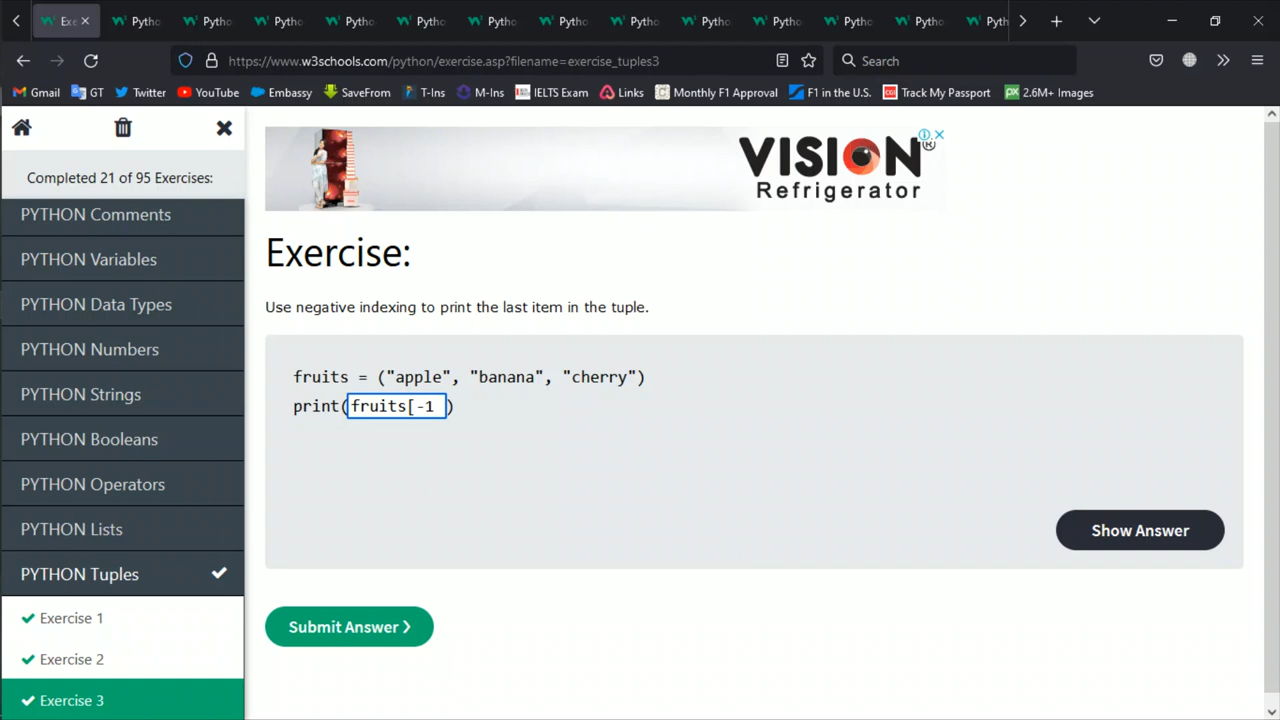 Exe
Pytho
Pytho
Pytho
Pytho
Pytho
Pytho
Pytho
Pytho
Pytho
Pytho
Pytho
Pytho
Pyth
https://www.w3schools.com/python/exercise.asp?filename=exercise_tuples3
Search
Gmail
GT
Twitter
YouTube
Embassy
SaveFrom
T-Ins
M-Ins
IELTS Exam
Links
Monthly F1 Approval
F1 in the U.S.
CGI
Track My Passport
px
2.6M+ Images
Completed 21 of 95 Exercises:
PYTHON Comments
PYTHON Variables
PYTHON Data Types
PYTHON Numbers
PYTHON Strings
PYTHON Booleans
PYTHON Operators
PYTHON Lists
PYTHON Tuples
Exercise 1
Exercise 2
Exercise 3
VISION®
Refrigerator
Exercise:
Use negative indexing to print the last item in the tuple.
fruits = ("apple", "banana", "cherry")
print(fruits[-1 )
Show Answer
Submit Answer ❯